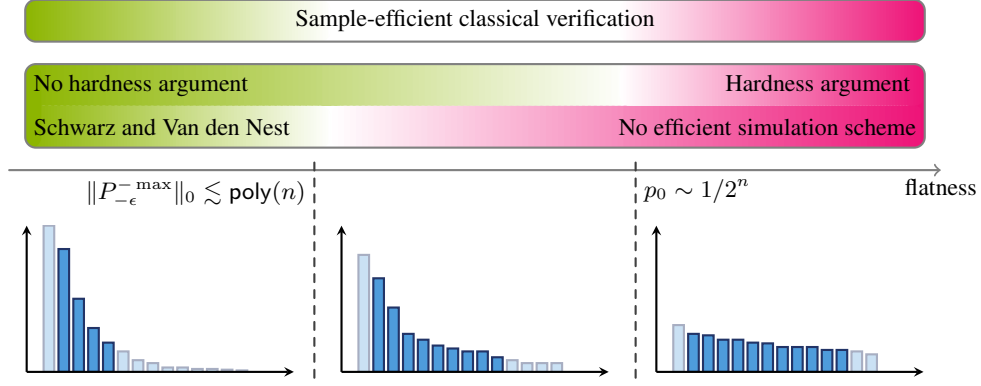 Sample-efficient classical verification
No hardness argument Hardness argument
Schwarz and Van den Nest No efficient simulation scheme
‖P₋ϵ^{− max}‖₀ ≲ poly(n) p₀ ∼ 1/2ⁿ flatness